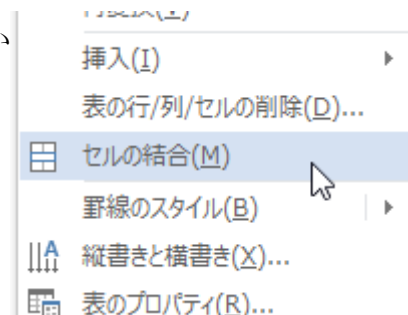 挿入(I)
表の行/列/セルの削除(D)...
セルの結合(M)
罫線のスタイル(B)
縦書きと横書き(X)...
表のプロパティ(R)...